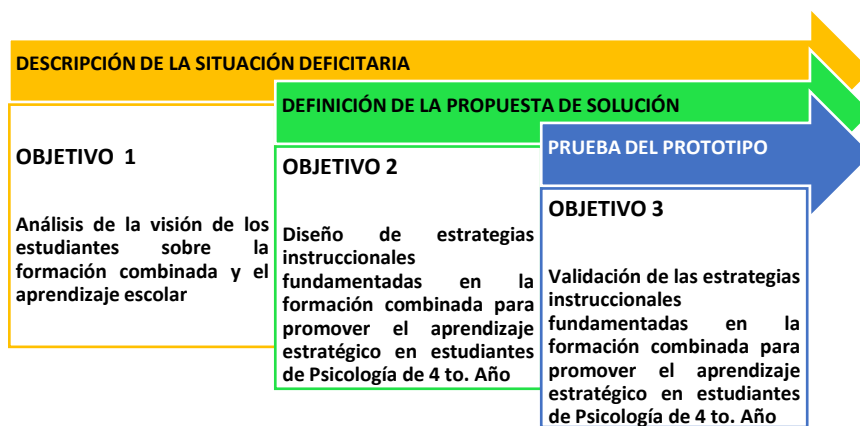 DESCRIPCIÓN DE LA SITUACIÓN DEFICITARIA
OBJETIVO 1
Análisis de la visión de los
estudiantes sobre la
formación combinada y el
aprendizaje escolar
DEFINICIÓN DE LA PROPUESTA DE SOLUCIÓN
OBJETIVO 2
Diseño de estrategias
instruccionales
fundamentadas en la
formación combinada para
promover el aprendizaje
estratégico en estudiantes
de Psicología de 4 to. Año
PRUEBA DEL PROTOTIPO
OBJETIVO 3
Validación de las estrategias
instruccionales
fundamentadas en la
formación combinada para
promover el aprendizaje
estratégico en estudiantes
de Psicología de 4 to. Año